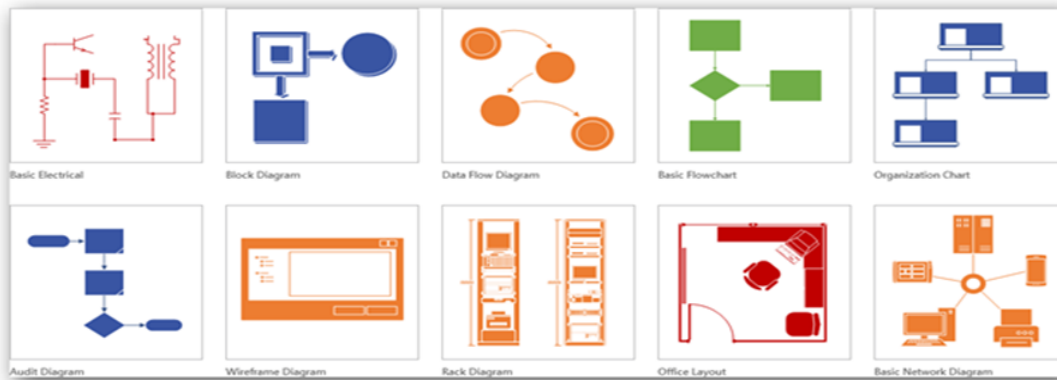 Basic Electrical
Block Diagram
Data Flow Diagram
Basic Flowchart
Organization Chart
Audit Diagram
Wireframe Diagram
Rack Diagram
Office Layout
Basic Network Diagram